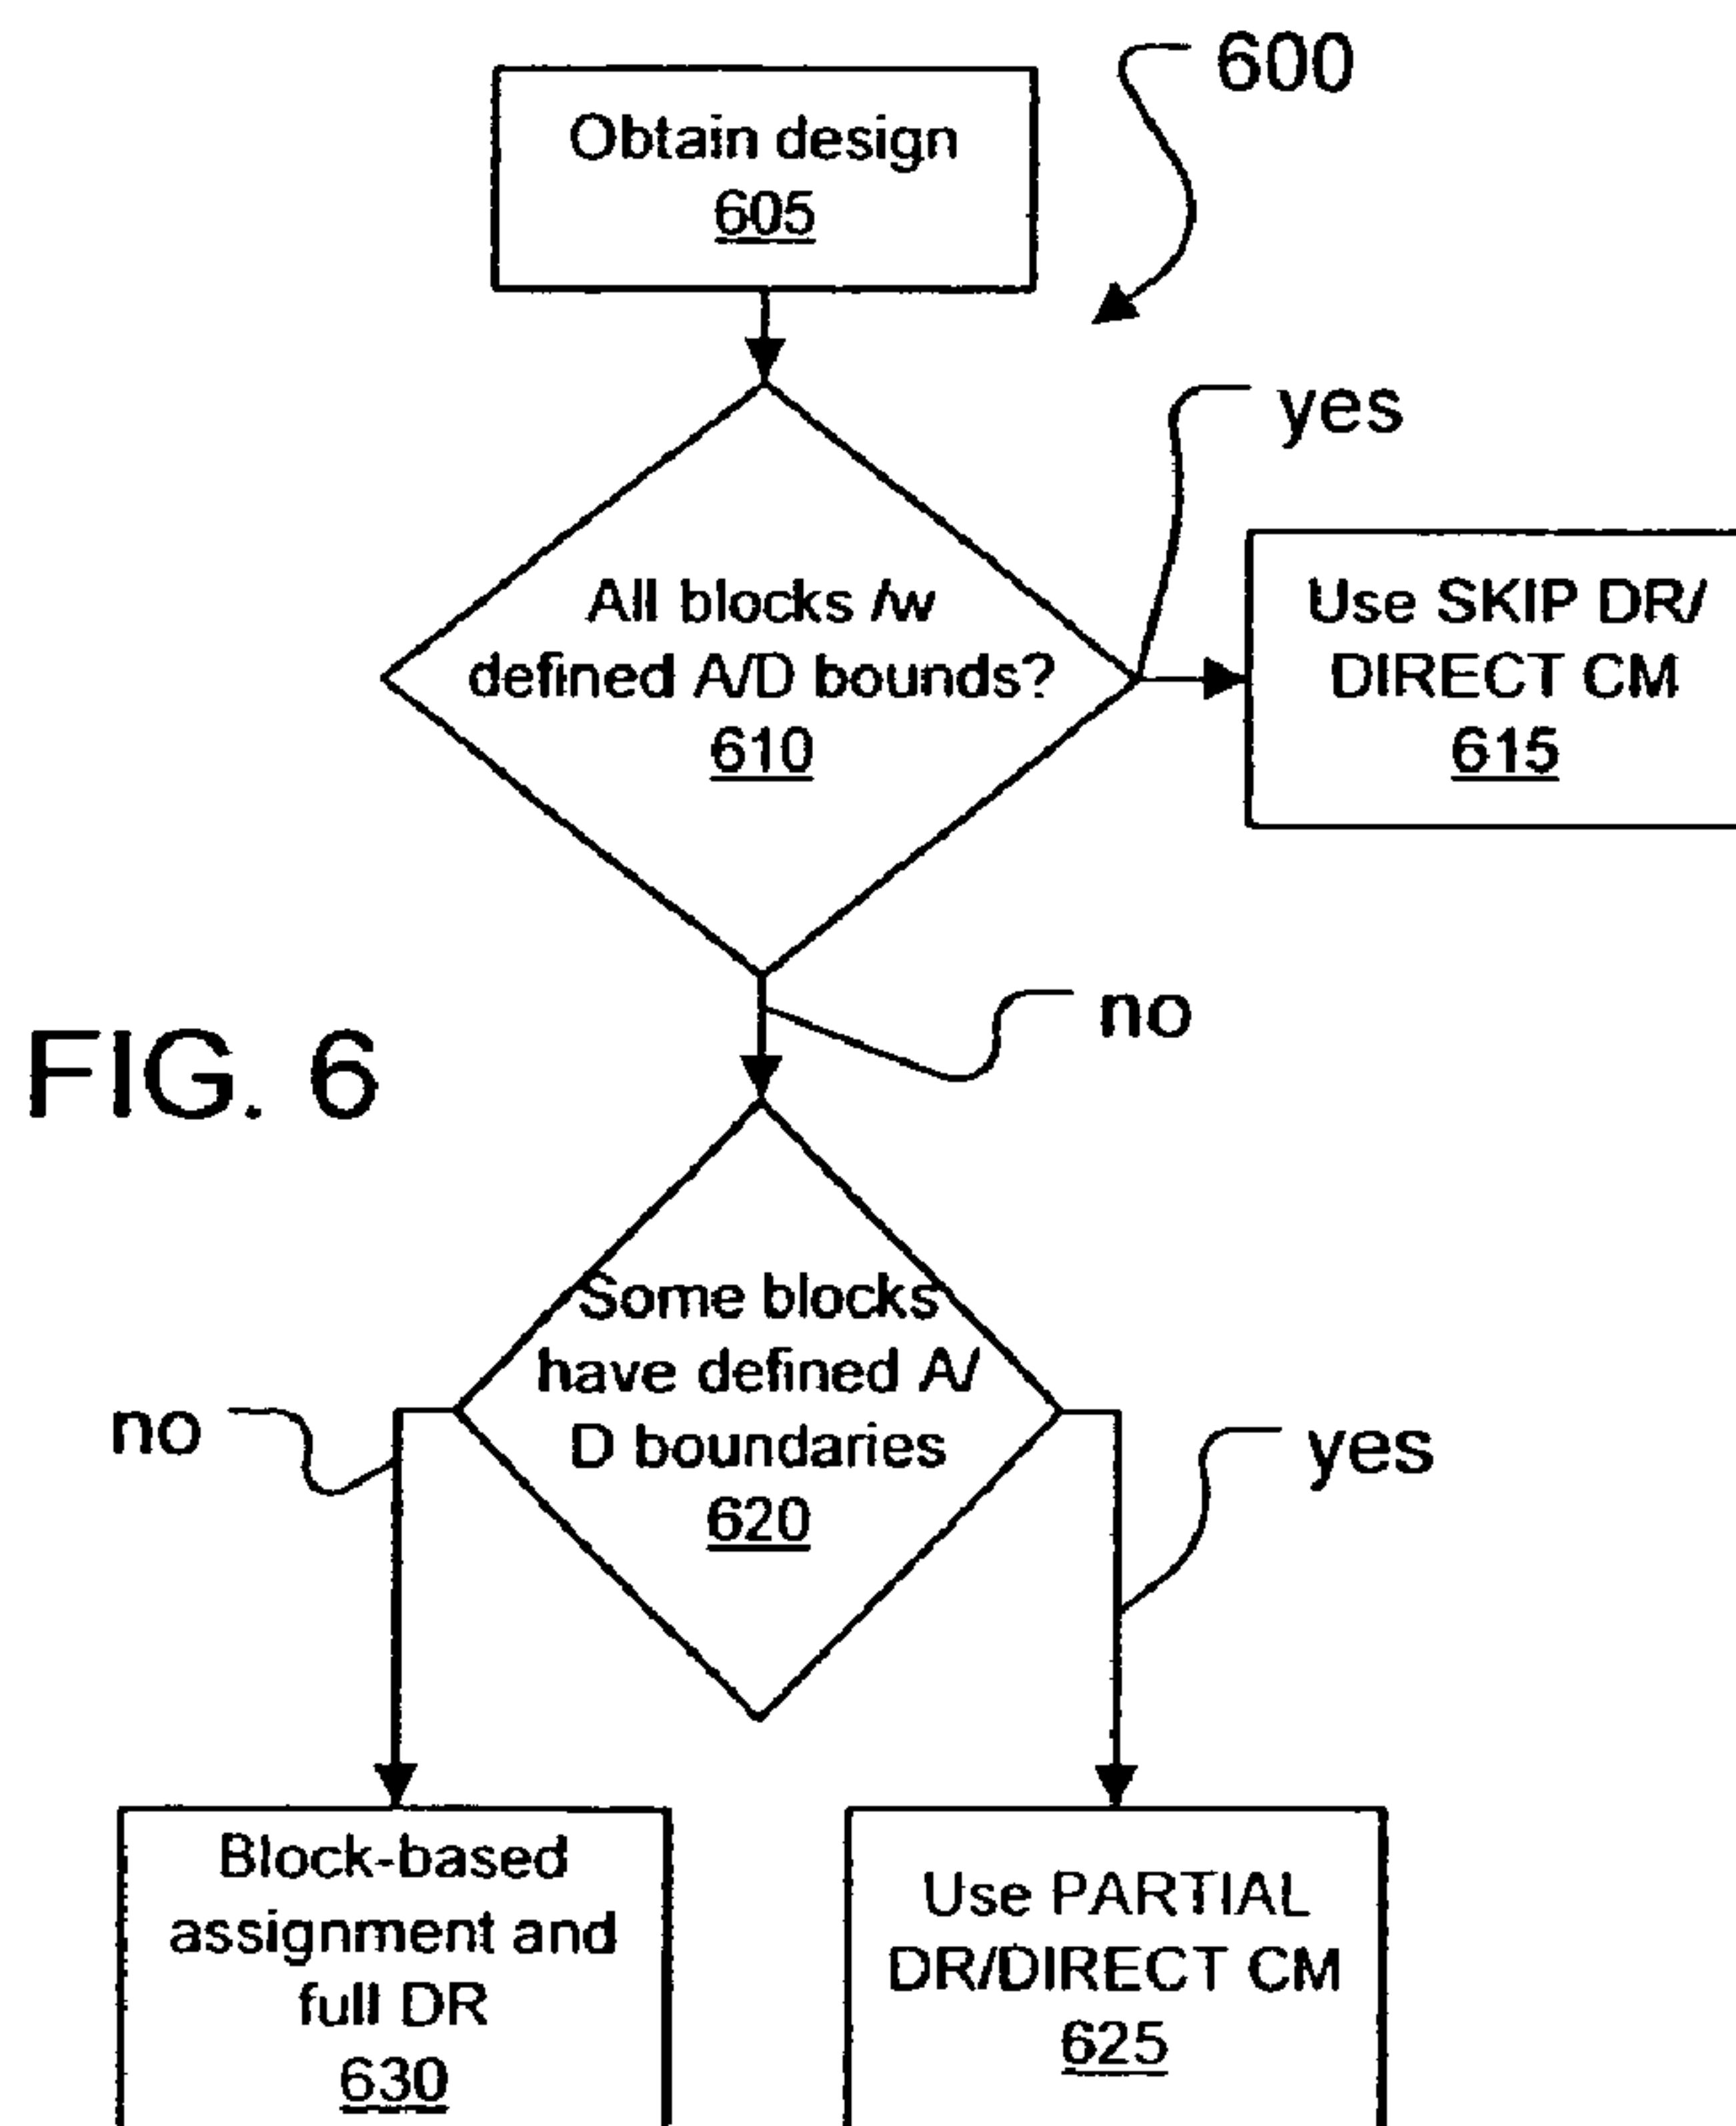 600
Obtain design
605
yes
All blocks /w
defined A/D bounds?
610
Use SKIP DR/
DIRECT CM
615
no
FIG. 6
Some blocks
have defined A/
D boundaries
620
no
yes
Block-based
assignment and
full DR
630
Use PARTIAL
DR/DIRECT CM
625